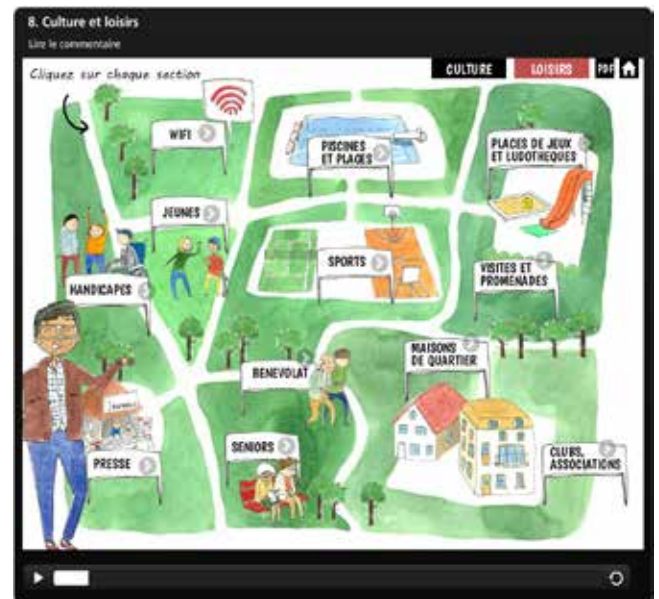 8. Culture et loisirs
Lire le commentaire
Cliquez sur chaque section
CULTURE
LOISIRS
PDF
WIFI
PISCINES
ET PLAGES
PLACES DE JEUX
ET LUDOTHEQUES
JEUNES
SPORTS
HANDICAPES
VISITES ET
PROMENADES
BENEVOLAT
MAISONS
DE QUARTIER
PRESSE
SENIORS
CLUBS,
ASSOCIATIONS